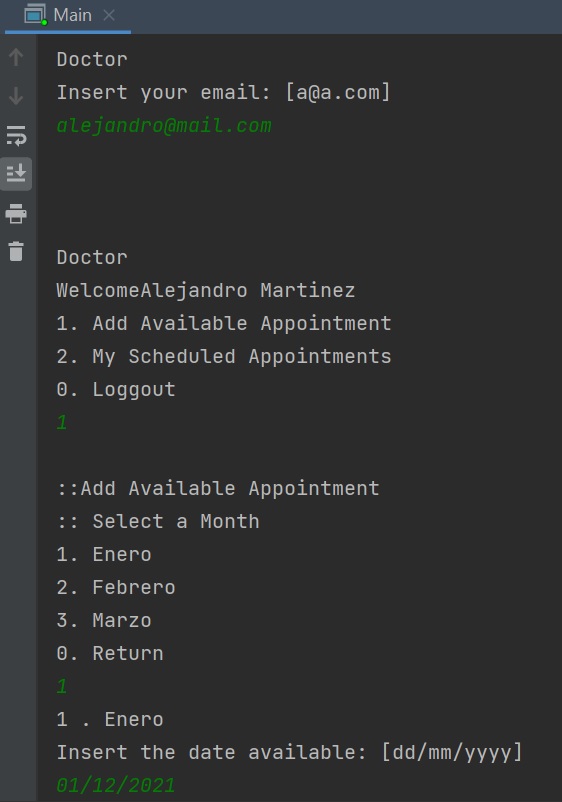 Main
Doctor
Insert your email: [a@a.com]
alejandro@mail.com
Doctor
WelcomeAlejandro Martinez
1. Add Available Appointment
2. My Scheduled Appointments
0. Loggout
1
::Add Available Appointment
:: Select a Month
1. Enero
2. Febrero
3. Marzo
0. Return
1
1 . Enero
Insert the date available: [dd/mm/yyyy]
01/12/2021